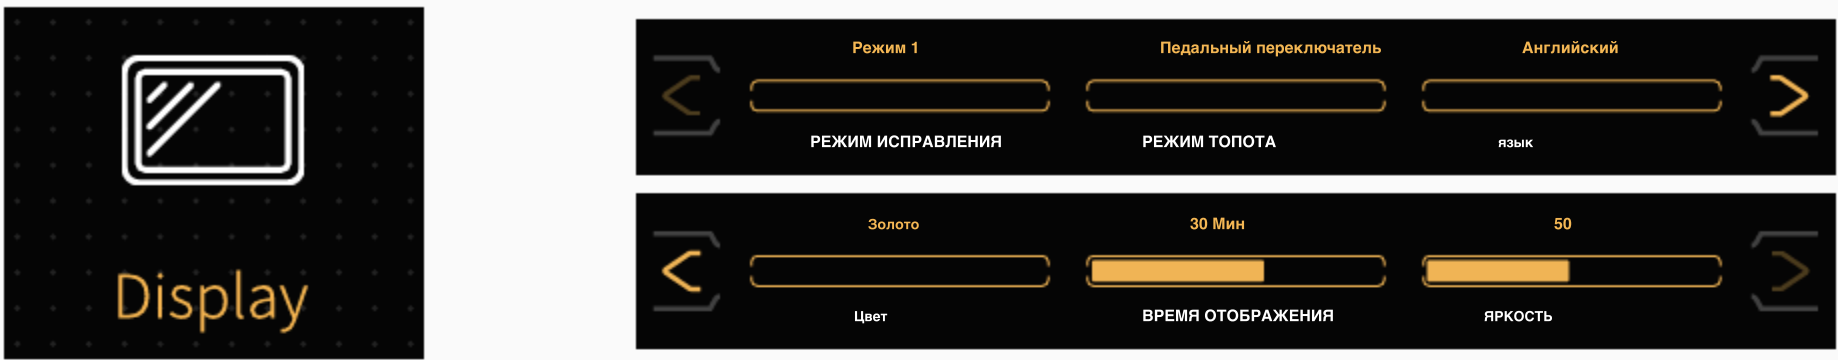 Display
Режим 1 Педальный переключатель Английский
РЕЖИМ ИСПРАВЛЕНИЯ РЕЖИМ ТОПОТА язык
Золото 30 Мин 50
Цвет ВРЕМЯ ОТОБРАЖЕНИЯ ЯРКОСТЬ